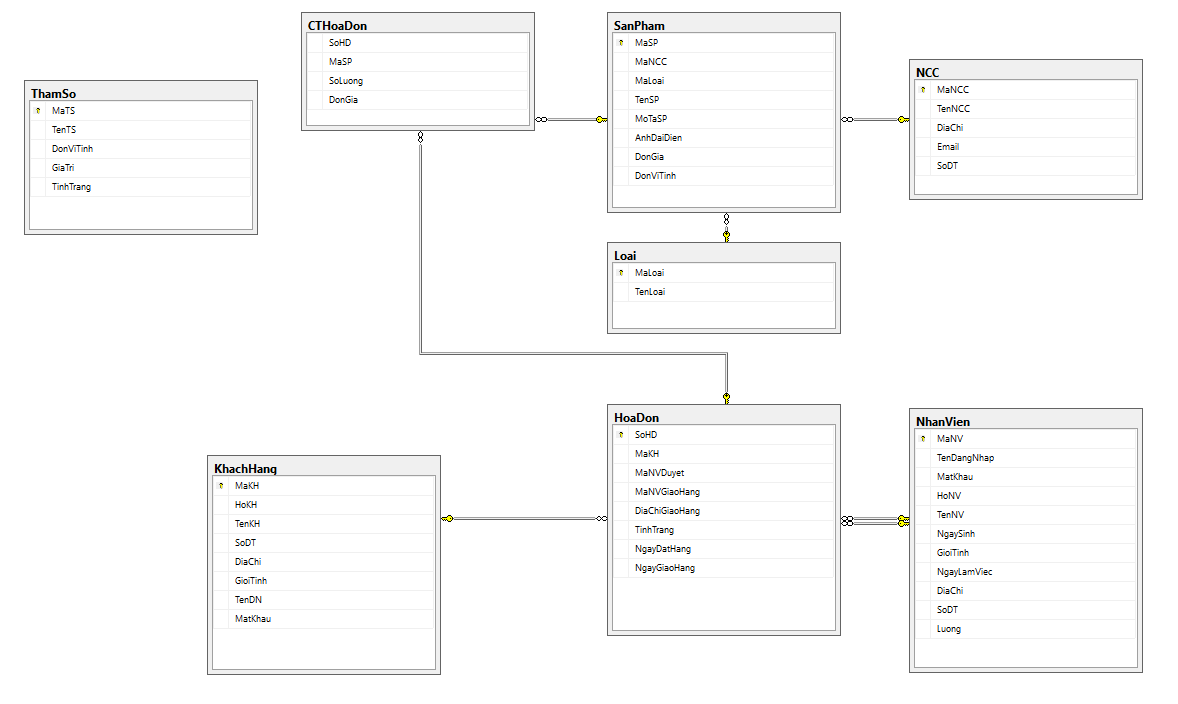 ThamSo
MaTS
TenTS
DonViTinh
GiaTri
TinhTrang
CTHoaDon
SoHD
MaSP
SoLuong
DonGia
SanPham
MaSP
MaNCC
MaLoai
TenSP
MoTaSP
AnhDaiDien
DonGia
DonViTinh
NCC
MaNCC
TenNCC
DiaChi
Email
SoDT
Loai
MaLoai
TenLoai
KhachHang
MaKH
HoKH
TenKH
SoDT
DiaChi
GioiTinh
TenDN
MatKhau
HoaDon
SoHD
MaKH
MaNVDuyet
MaNVGiaoHang
DiaChiGiaoHang
TinhTrang
NgayDatHang
NgayGiaoHang
NhanVien
MaNV
TenDangNhap
MatKhau
HoNV
TenNV
NgaySinh
GioiTinh
NgayLamViec
DiaChi
SoDT
Luong